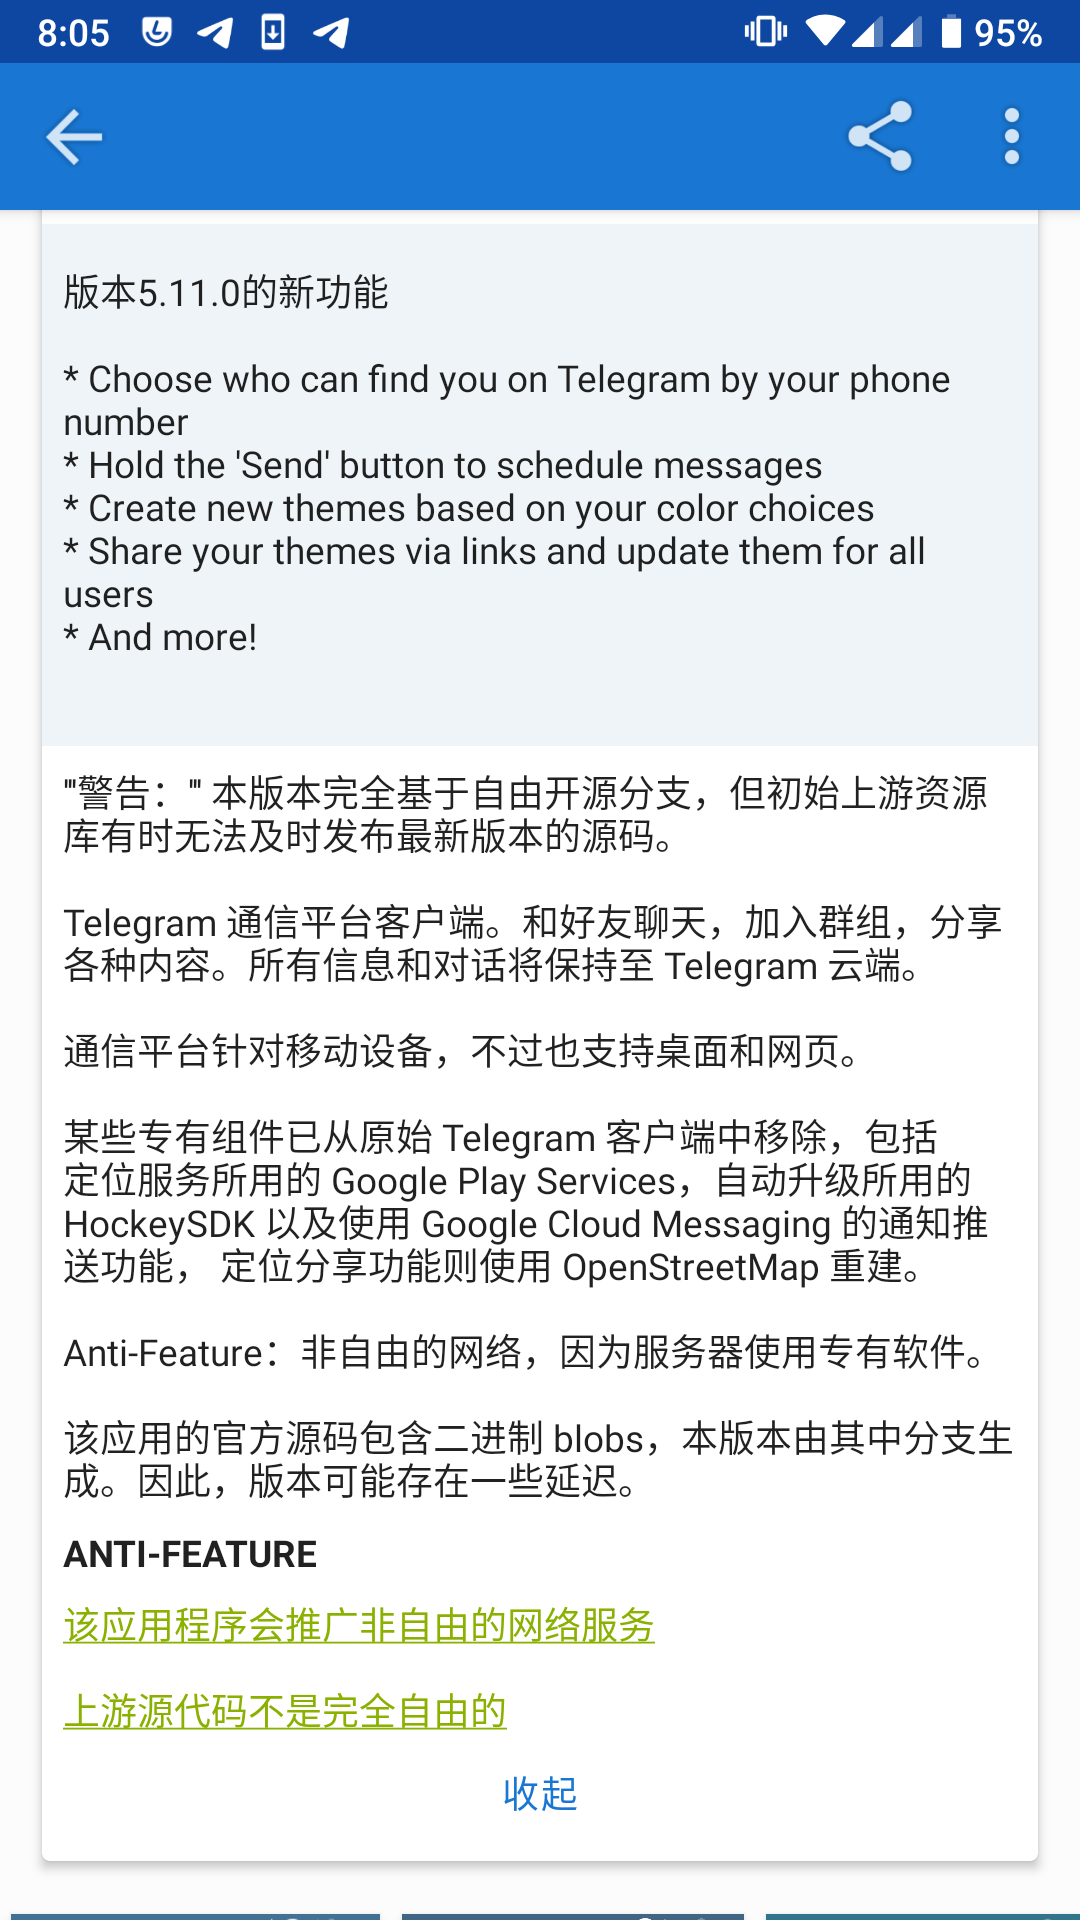 8:05
95%
版本5.11.0的新功能
* Choose who can find you on Telegram by your phone
number
* Hold the 'Send' button to schedule messages
* Create new themes based on your color choices
* Share your themes via links and update them for all
users
* And more!
'''警告：''' 本版本完全基于自由开源分支，但初始上游资源
库有时无法及时发布最新版本的源码。
Telegram 通信平台客户端。和好友聊天，加入群组，分享
各种内容。所有信息和对话将保持至 Telegram 云端。
通信平台针对移动设备，不过也支持桌面和网页。
某些专有组件已从原始 Telegram 客户端中移除，包括
定位服务所用的 Google Play Services，自动升级所用的
HockeySDK 以及使用 Google Cloud Messaging 的通知推
送功能， 定位分享功能则使用 OpenStreetMap 重建。
Anti-Feature：非自由的网络，因为服务器使用专有软件。
该应用的官方源码包含二进制 blobs，本版本由其中分支生
成。因此，版本可能存在一些延迟。
ANTI-FEATURE
该应用程序会推广非自由的网络服务
上游源代码不是完全自由的
收起